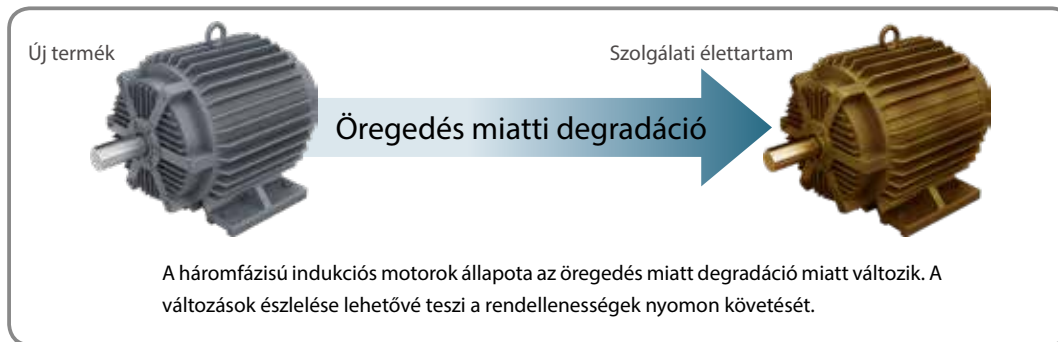 Új termék
Szolgálati élettartam
Öregedés miatti degradáció
A háromfázisú indukciós motorok állapota az öregedés miatt degradáció miatt változik. A
változások észlelése lehetővé teszi a rendellenességek nyomon követését.